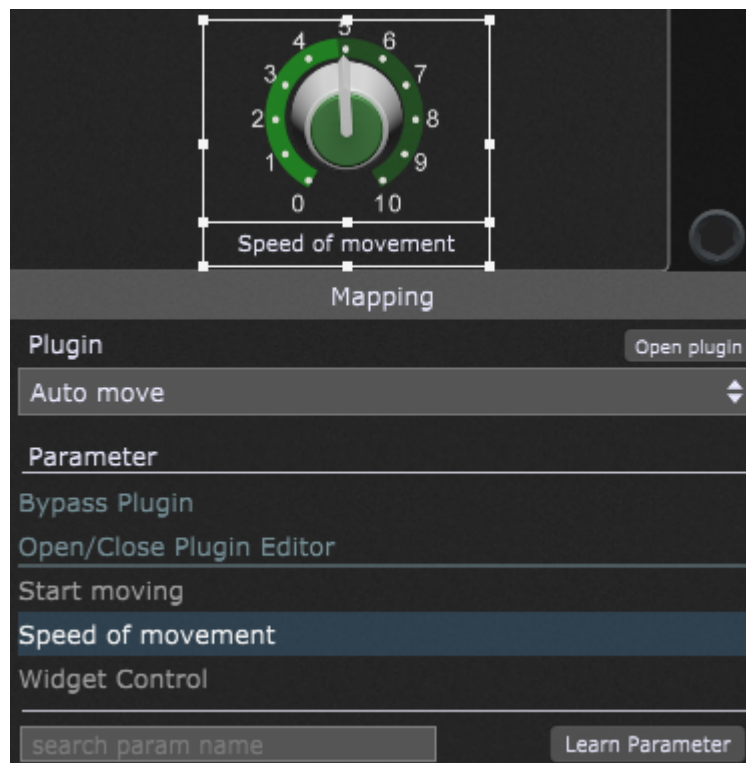 4 5 6
3 7
2 8
1 9
0 10
Speed of movement
Mapping
Plugin Open plugin
Auto move
Parameter
Bypass Plugin
Open/Close Plugin Editor
Start moving
Speed of movement
Widget Control
search param name Learn Parameter